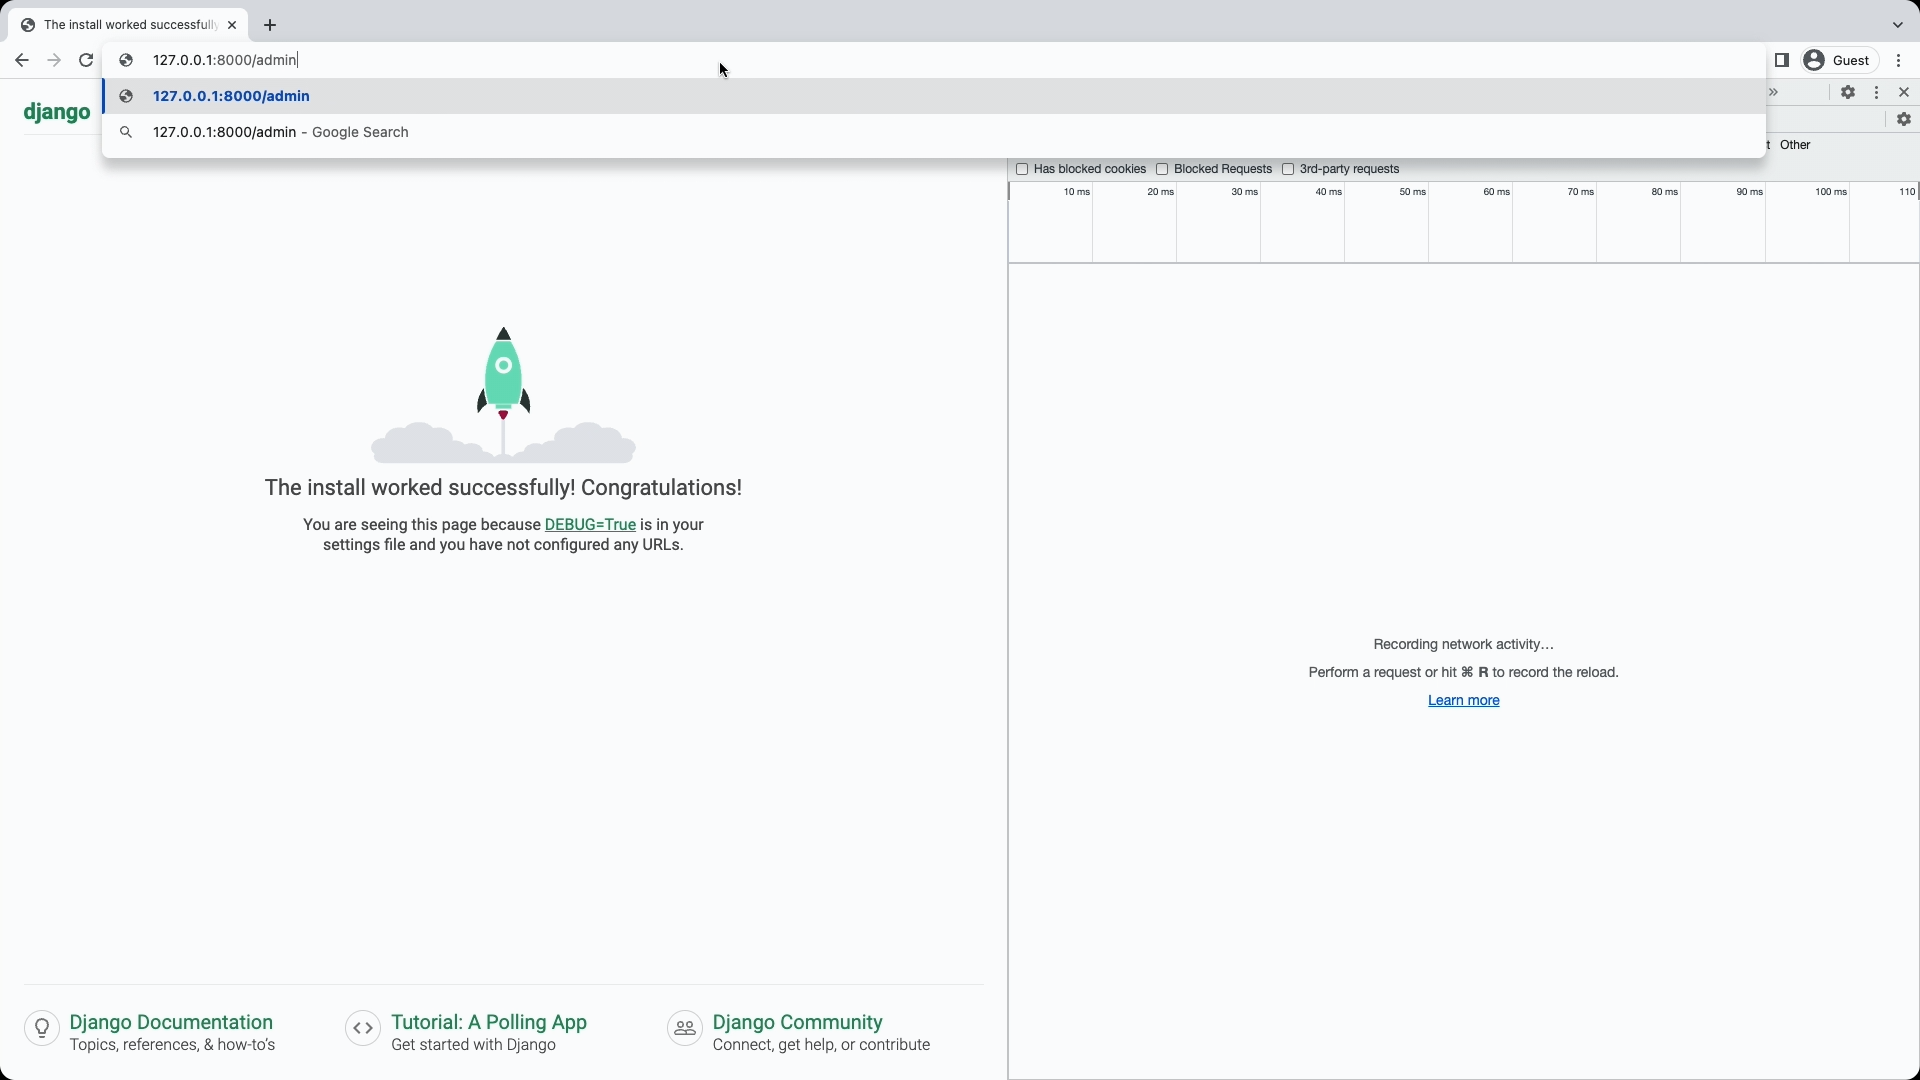 The install worked successfully
127.0.0.1:8000/admin
Guest
127.0.0.1:8000/admin
127.0.0.1:8000/admin - Google Search
django
Other
Has blocked cookies Blocked Requests 3rd-party requests
10 ms 20 ms 30 ms 40 ms 50 ms 60 ms 70 ms 80 ms 90 ms 100 ms 110
The install worked successfully! Congratulations!
You are seeing this page because DEBUG=True is in your
settings file and you have not configured any URLs.
Recording network activity…
Perform a request or hit ⌘ R to record the reload.
Learn more
Django Documentation
Topics, references, & how-to's
Tutorial: A Polling App
Get started with Django
Django Community
Connect, get help, or contribute